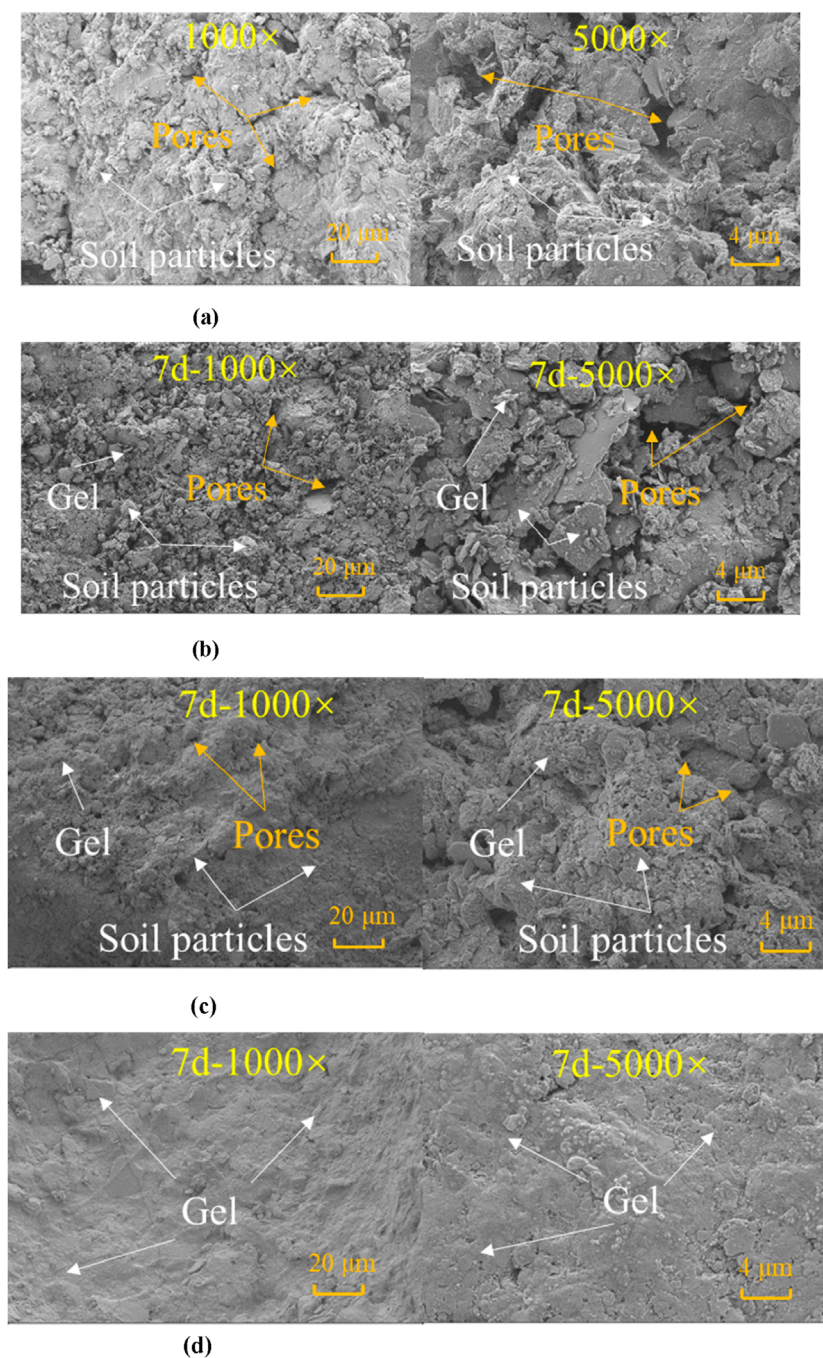 1000×
Pores
Soil particles
20 μm
5000×
Pores
Soil particles
4 μm
(a)
7d-1000×
Gel
Pores
Soil particles
20 μm
7d-5000×
Gel
Pores
Soil particles
4 μm
(b)
7d-1000×
Gel
Pores
Soil particles
20 μm
7d-5000×
Gel
Pores
Soil particles
4 μm
(c)
7d-1000×
Gel
20 μm
7d-5000×
Gel
4 μm
(d)